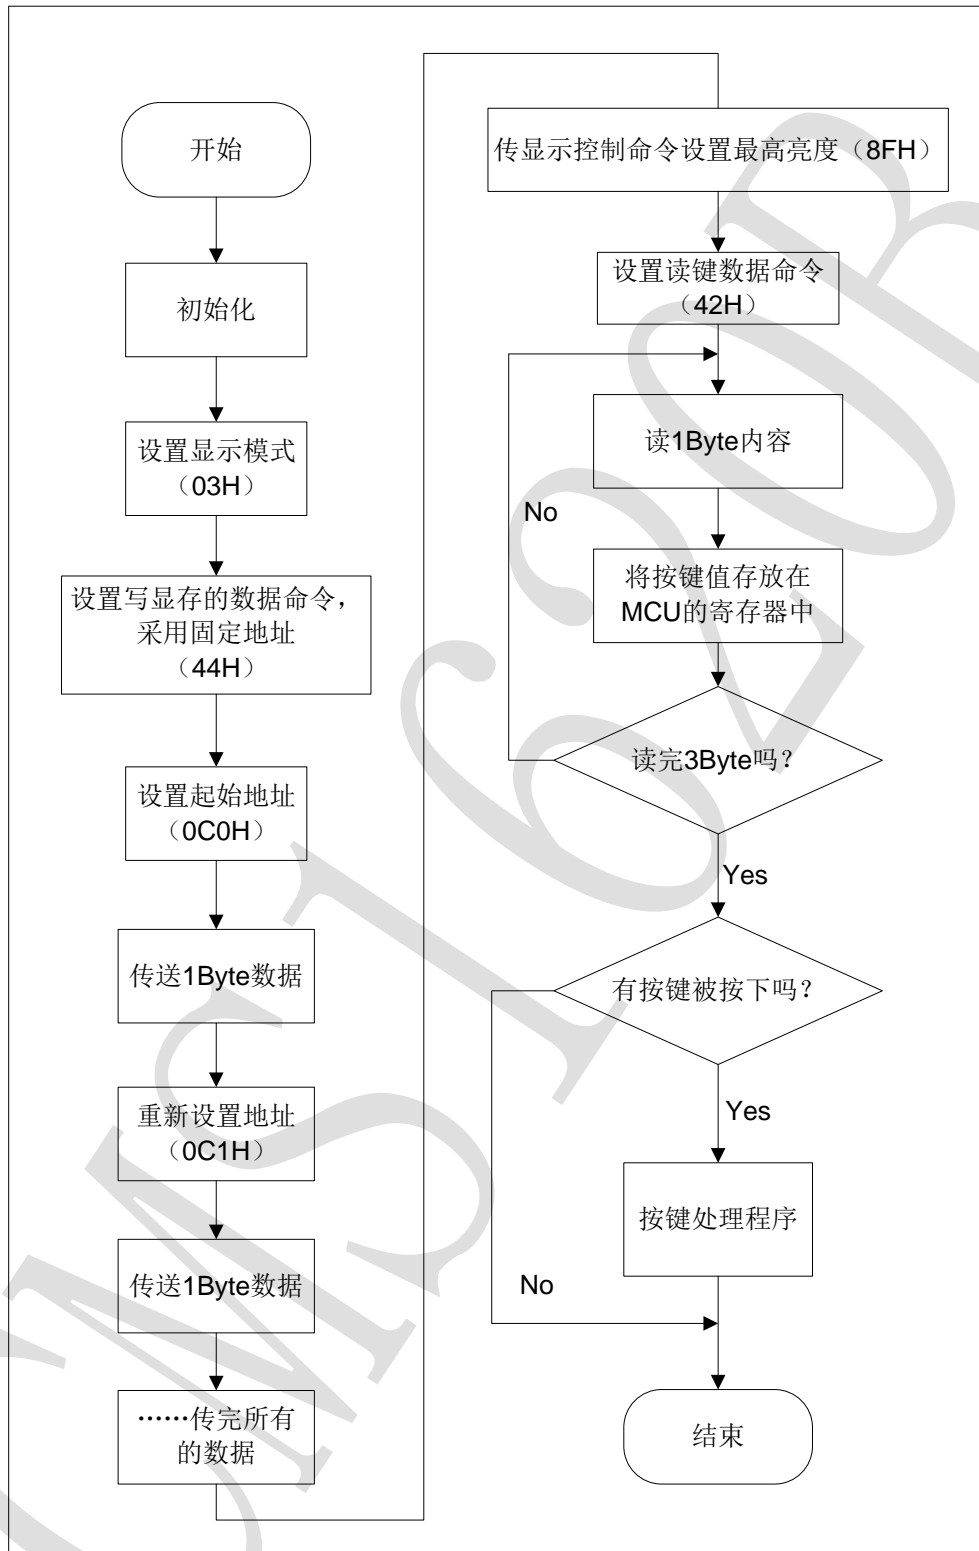 开始
初始化
设置显示模式
（03H）
设置写显存的数据命令，
采用固定地址
（44H）
设置起始地址
（0C0H）
传送1Byte数据
重新设置地址
（0C1H）
传送1Byte数据
……传完所有
的数据
传显示控制命令设置最高亮度（8FH）
设置读键数据命令
（42H）
读1Byte内容
No
将按键值存放在
MCU的寄存器中
读完3Byte吗？
Yes
有按键被按下吗？
Yes
按键处理程序
No
结束
CMS1620B